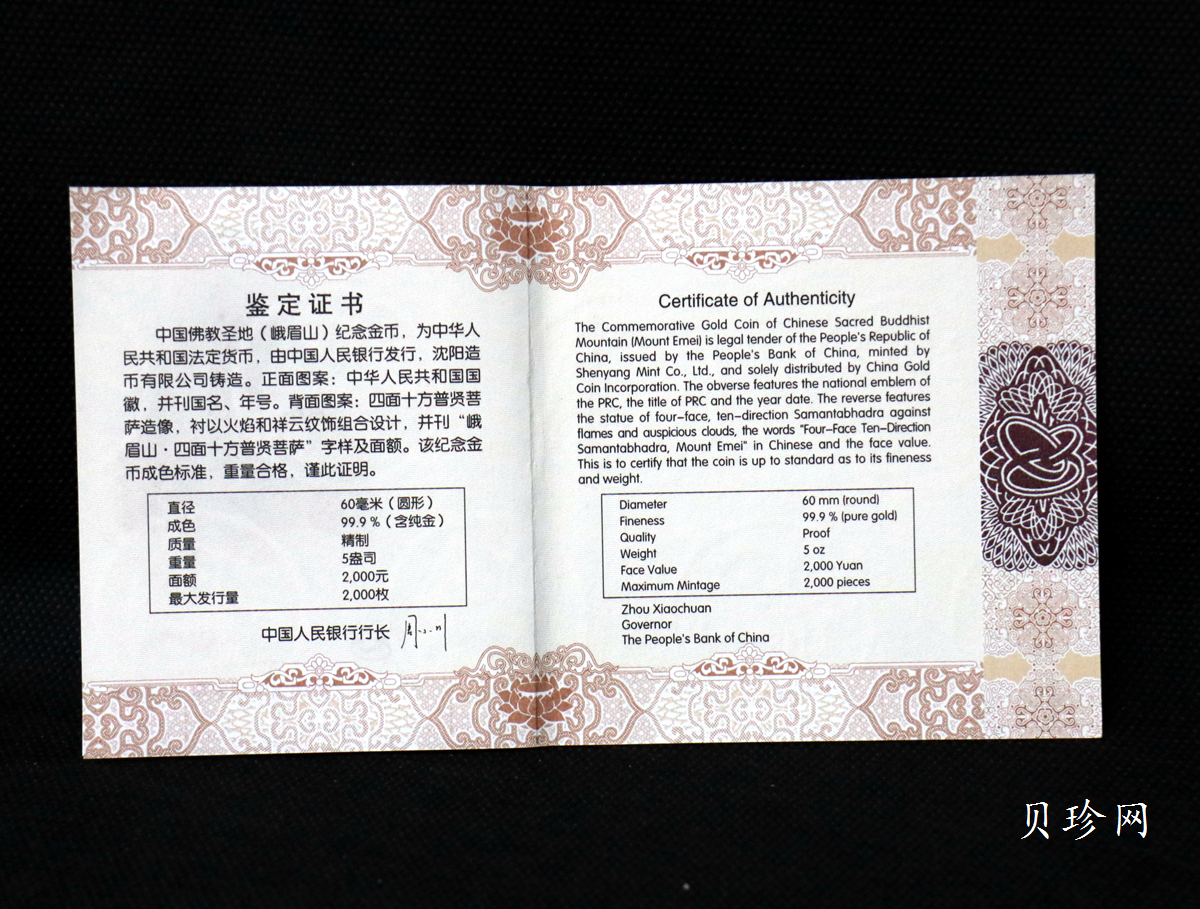 鉴定证书
中国佛教圣地（峨眉山）纪念金币，为中华人
民共和国法定货币，由中国人民银行发行，沈阳造
币有限公司铸造。正面图案：中华人民共和国国
徽，并刊国名、年号。背面图案：四面十方普贤菩
萨造像，衬以火焰和祥云纹饰组合设计，并刊“峨
眉山·四面十方普贤菩萨”字样及面额。该纪念金
币成色标准，重量合格，谨此证明。
直径 60毫米（圆形）
成色 99.9%（含纯金）
质量 精制
重量 5盎司
面额 2,000元
最大发行量 2,000枚
中国人民银行行长 周小川
Certificate of Authenticity
The Commemorative Gold Coin of Chinese Sacred Buddhist
Mountain (Mount Emei) is legal tender of the People's Republic of
China, issued by the People's Bank of China, minted by
Shenyang Mint Co., Ltd., and solely distributed by China Gold
Coin Incorporation. The obverse features the national emblem of
the PRC, the title of PRC and the year date. The reverse features
the statue of four-face, ten-direction Samantabhadra against
flames and auspicious clouds, the words "Four-Face Ten-Direction
Samantabhadra, Mount Emei" in Chinese and the face value.
This is to certify that the coin is up to standard as to its fineness
and weight.
Diameter 60 mm (round)
Fineness 99.9 % (pure gold)
Quality Proof
Weight 5 oz
Face Value 2,000 Yuan
Maximum Mintage 2,000 pieces
Zhou Xiaochuan
Governor
The People's Bank of China
贝珍网